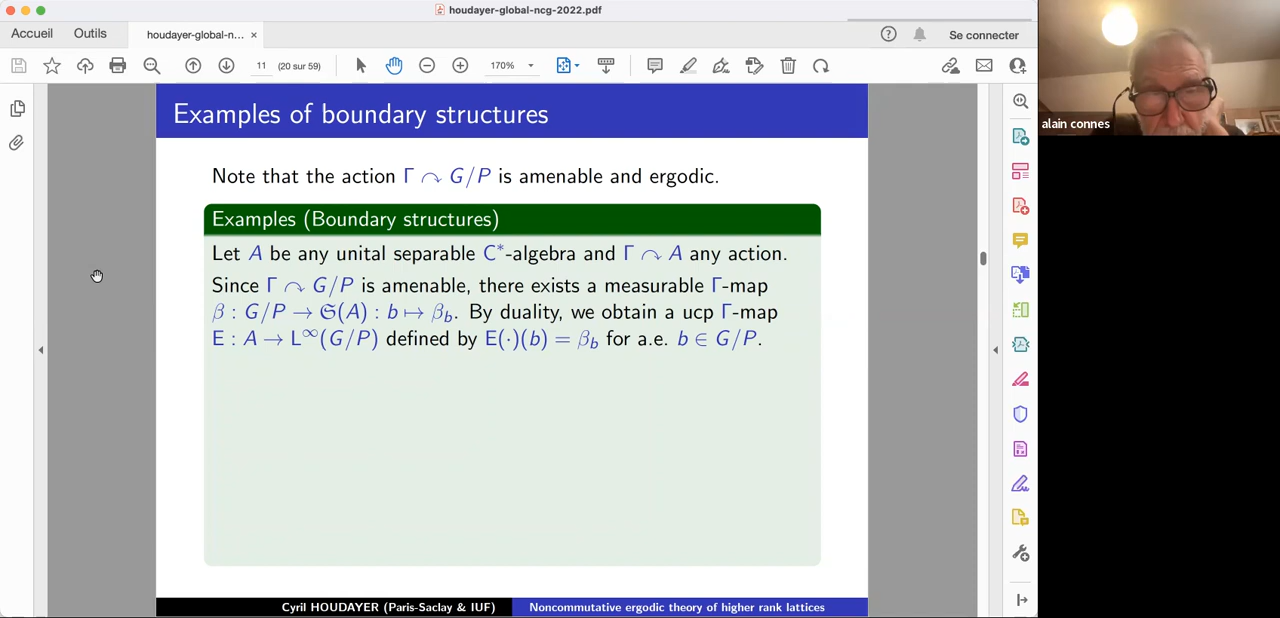 houdayer-global-ncg-2022.pdf
Accueil Outils houdayer-global-n... × Se connecter
11 (20 sur 59) 170%
alain connes
Examples of boundary structures
Note that the action Γ ↷ G/P is amenable and ergodic.
Examples (Boundary structures)
Let A be any unital separable C*-algebra and Γ ↷ A any action.
Since Γ ↷ G/P is amenable, there exists a measurable Γ-map
β : G/P → 𝔖(A) : b ↦ β_b. By duality, we obtain a ucp Γ-map
E : A → L^∞(G/P) defined by E(·)(b) = β_b for a.e. b ∈ G/P.
Cyril HOUDAYER (Paris-Saclay & IUF) Noncommutative ergodic theory of higher rank lattices